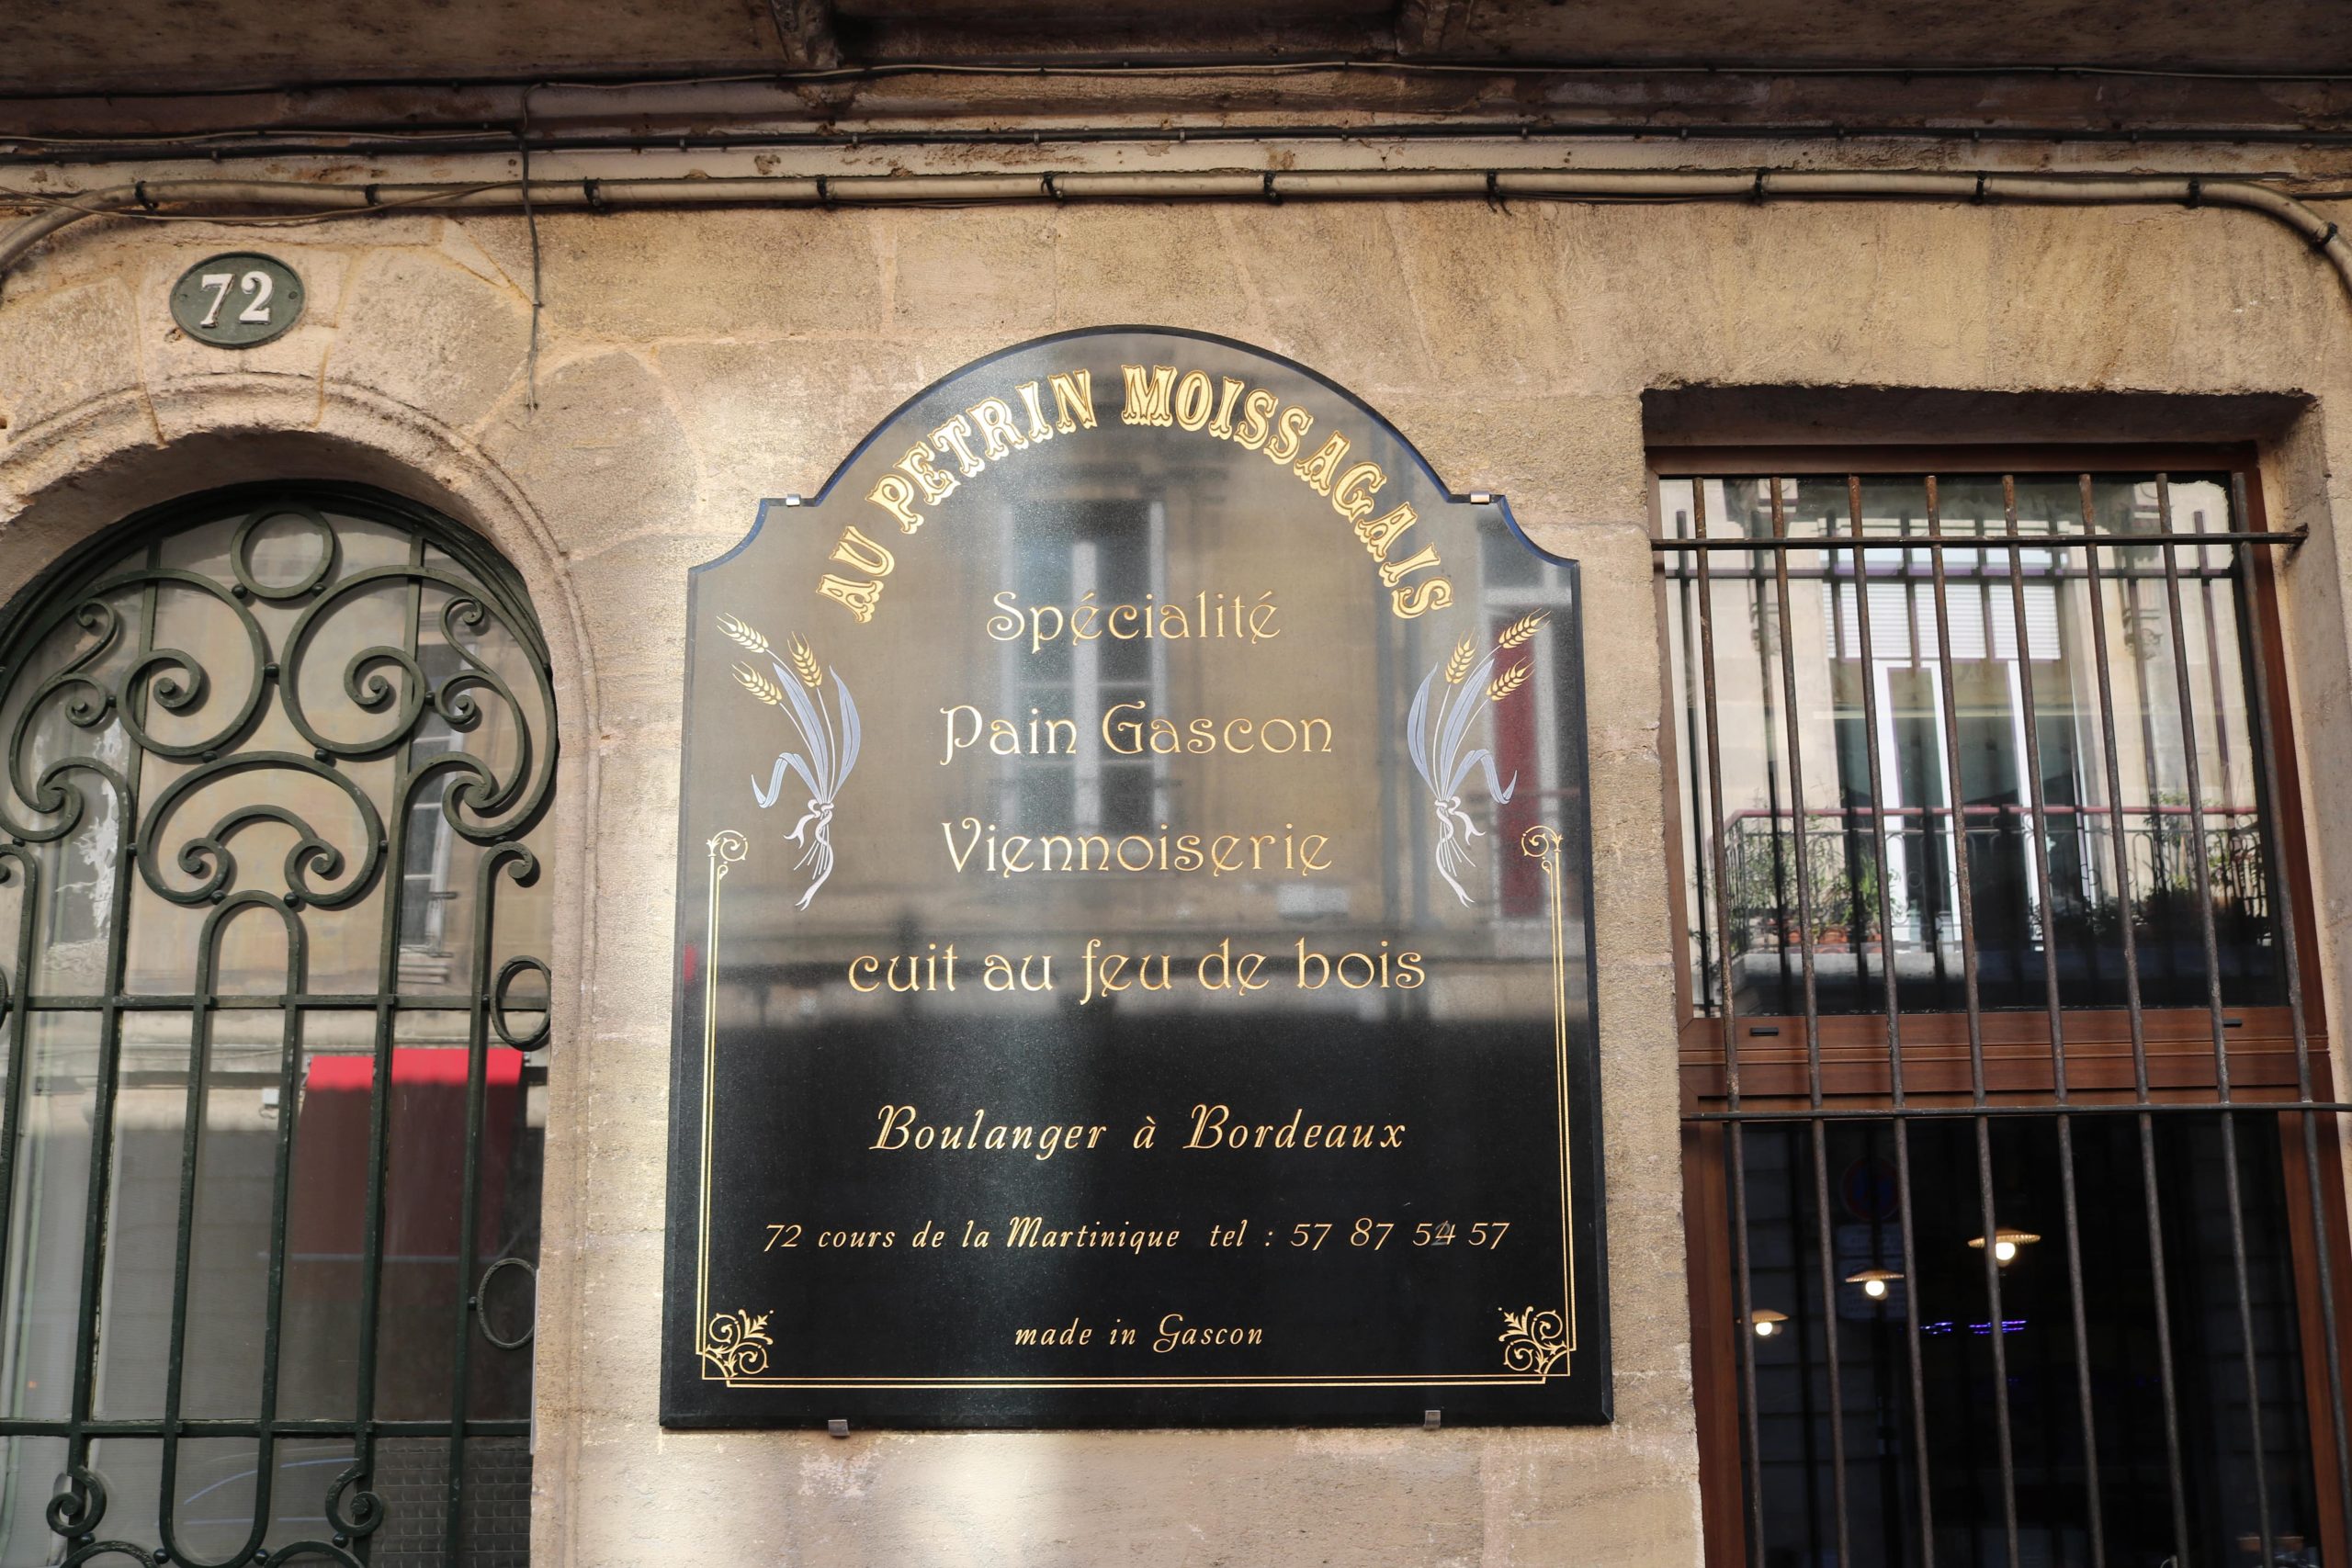 72
AU PETRIN MOISSAGAIS
Spécialité
Pain Gascon
Viennoiserie
cuit au feu de bois
Boulanger à Bordeaux
72 cours de la Martinique tel : 57 87 57
made in Gascon